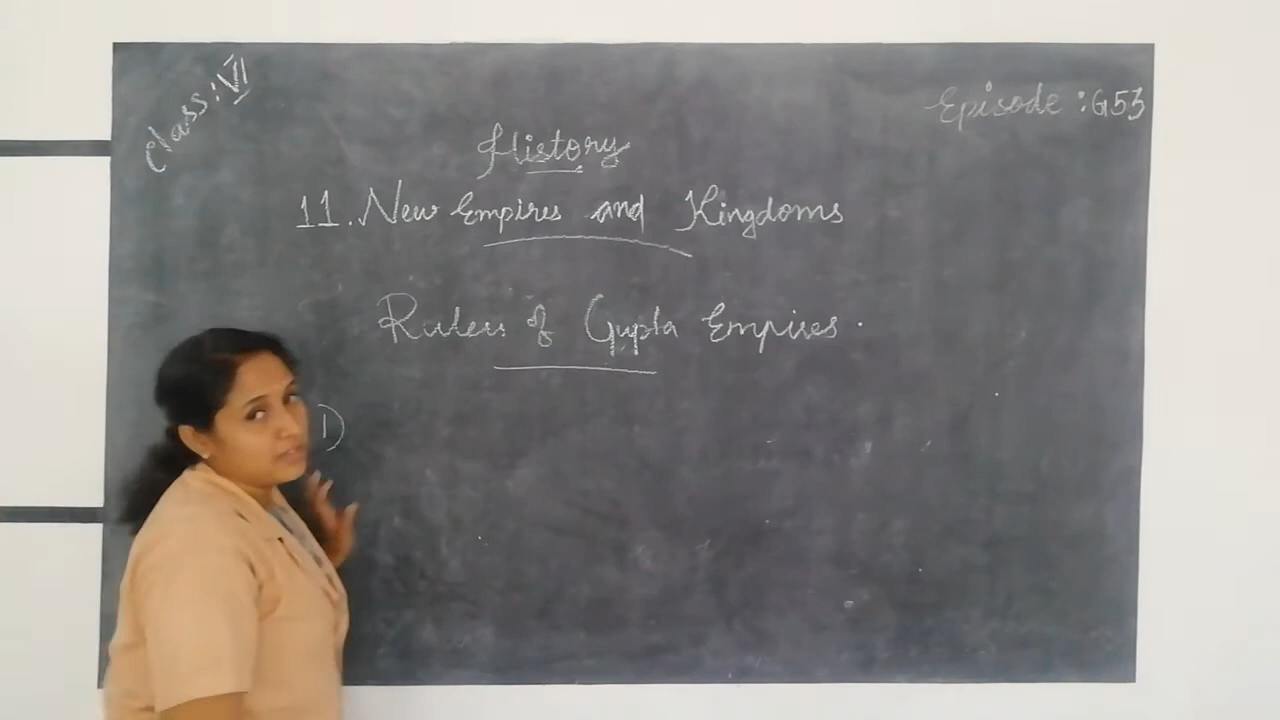 Class: VI
Episode: G53
History
11. New Empires and Kingdoms
Rulers of Gupta Empires.
1)